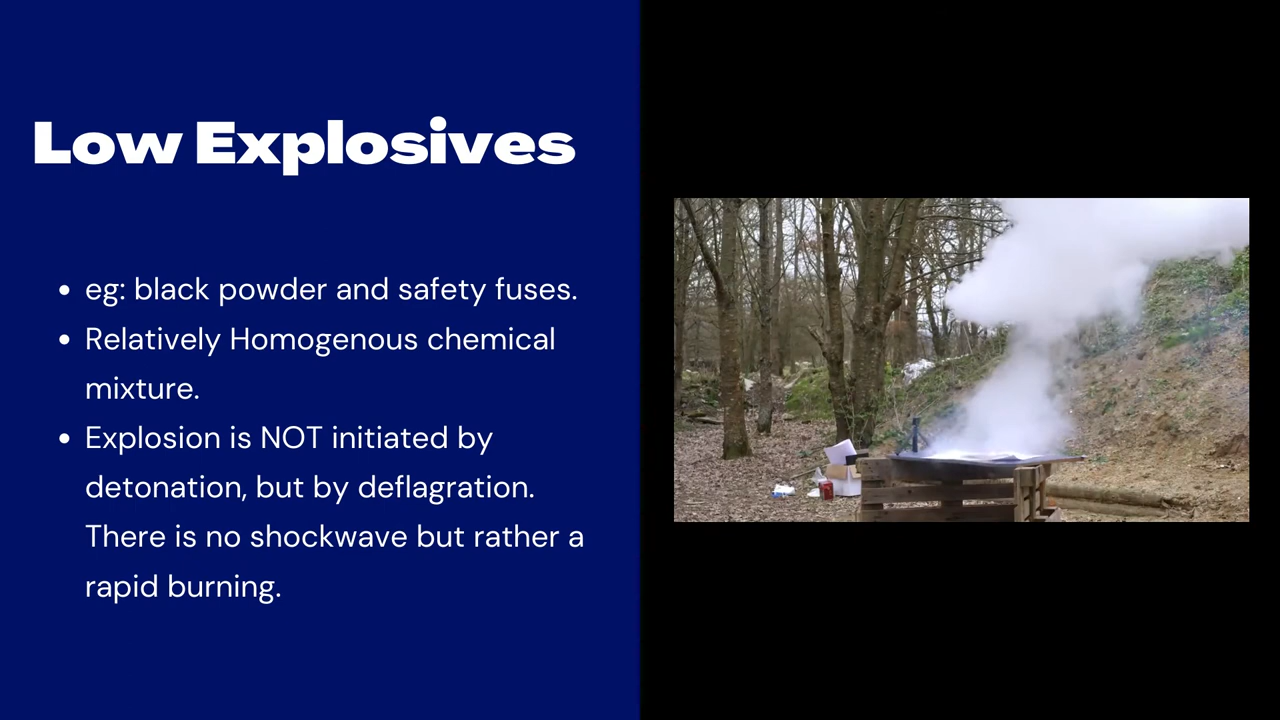 Low Explosives
• eg: black powder and safety fuses.
• Relatively Homogenous chemical
mixture.
• Explosion is NOT initiated by
detonation, but by deflagration.
There is no shockwave but rather a
rapid burning.